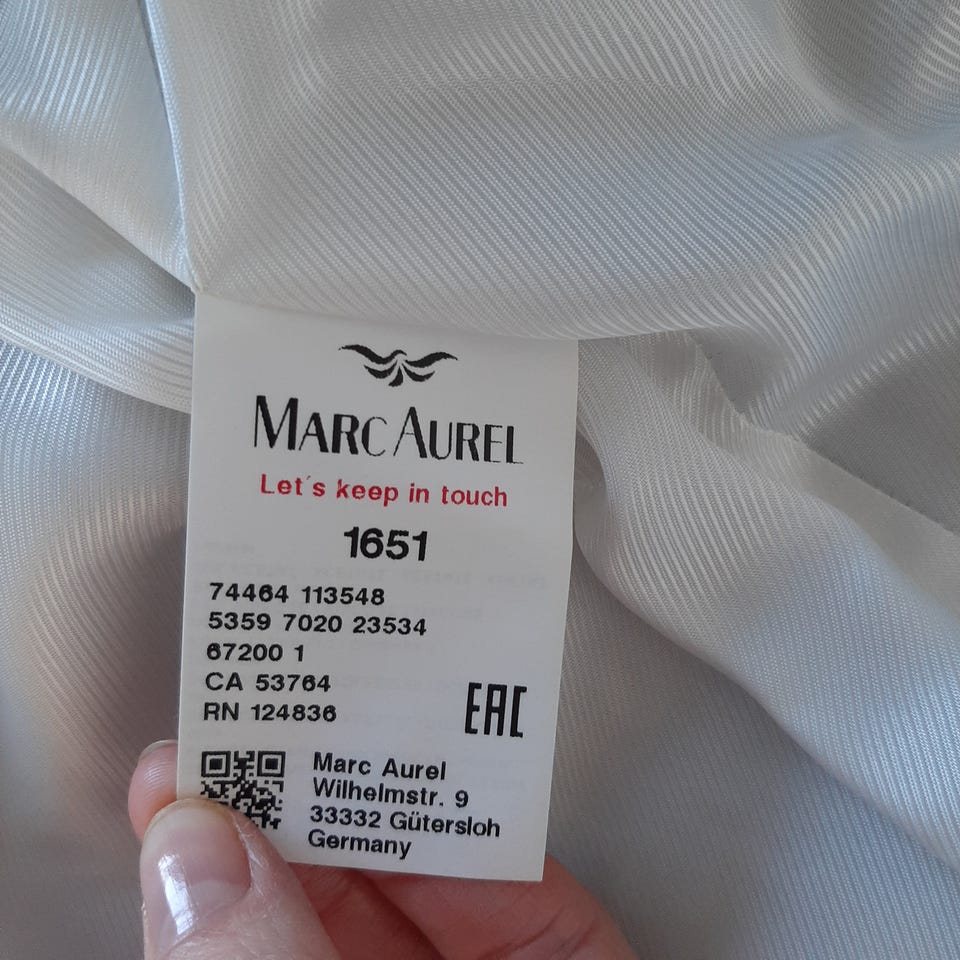 MARC AUREL
Let´s keep in touch
1651
74464 113548
5359 7020 23534
67200 1
CA 53764
RN 124836
EAC
Marc Aurel
Wilhelmstr. 9
33332 Gütersloh
Germany